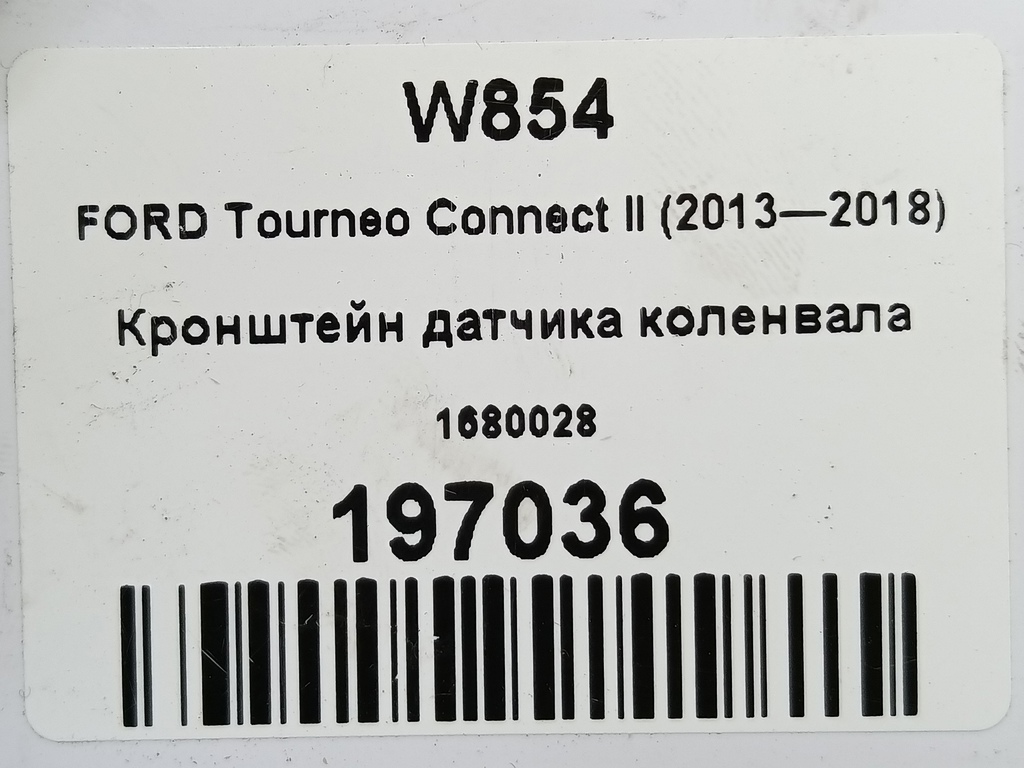 W854
FORD Tourneo Connect II (2013—2018)
Кронштейн датчика коленвала
1680028
197036